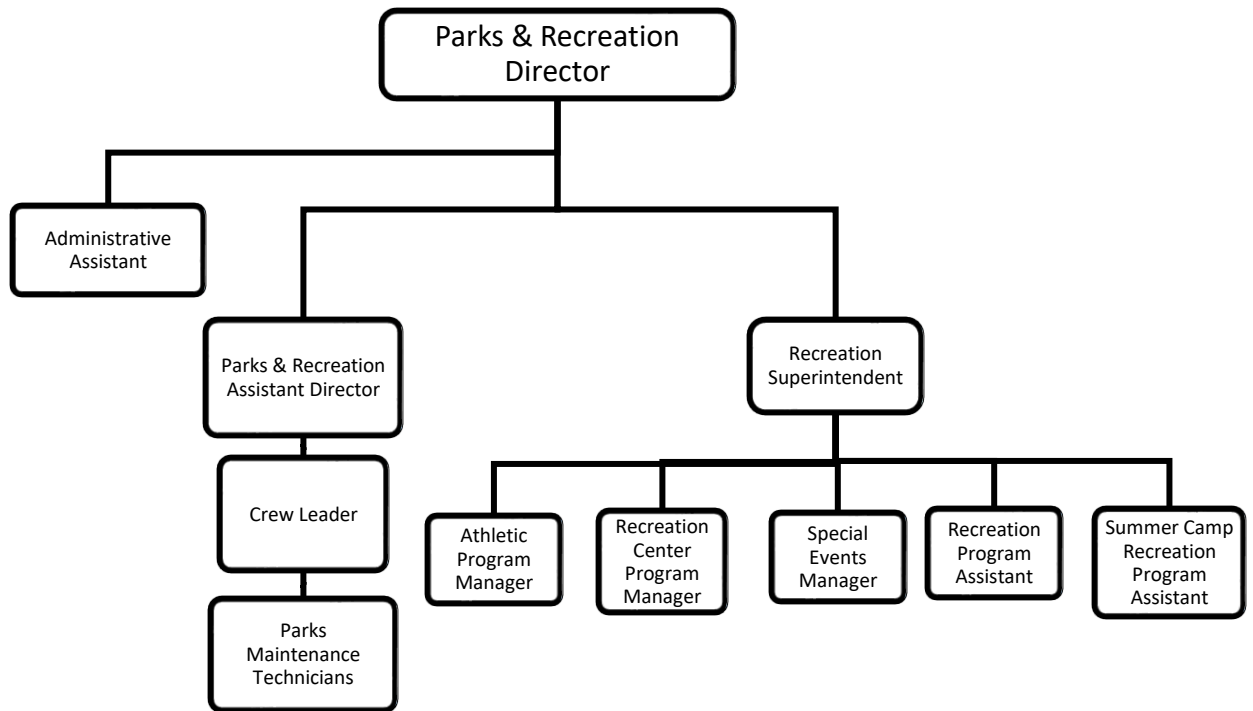 Parks & Recreation
Director
Administrative
Assistant
Parks & Recreation
Assistant Director
Recreation
Superintendent
Crew Leader
Athletic
Program
Manager
Recreation
Center
Program
Manager
Special
Events
Manager
Recreation
Program
Assistant
Summer Camp
Recreation
Program
Assistant
Parks
Maintenance
Technicians